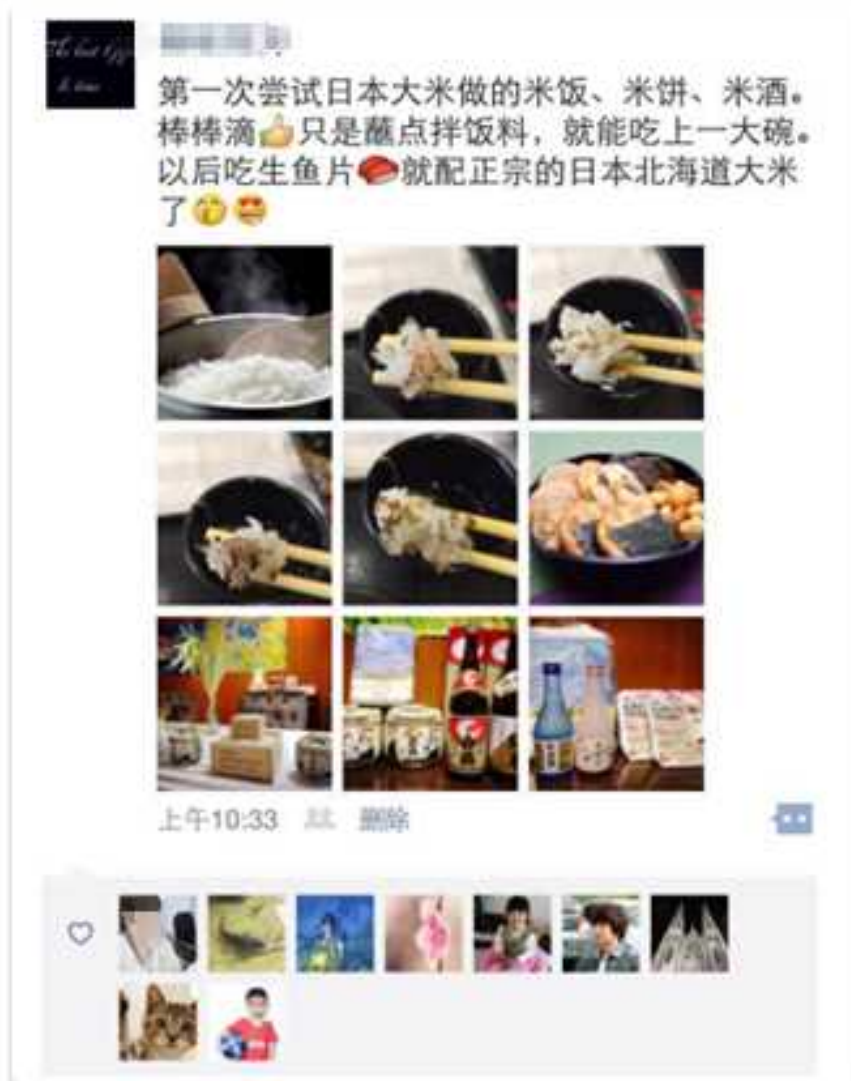 第一次尝试日本大米做的米饭、米饼、米酒。
棒棒滴👍只是蘸点拌饭料，就能吃上一大碗。
以后吃生鱼片🍣就配正宗的日本北海道大米
了🤭🤩
上午10:33 删除